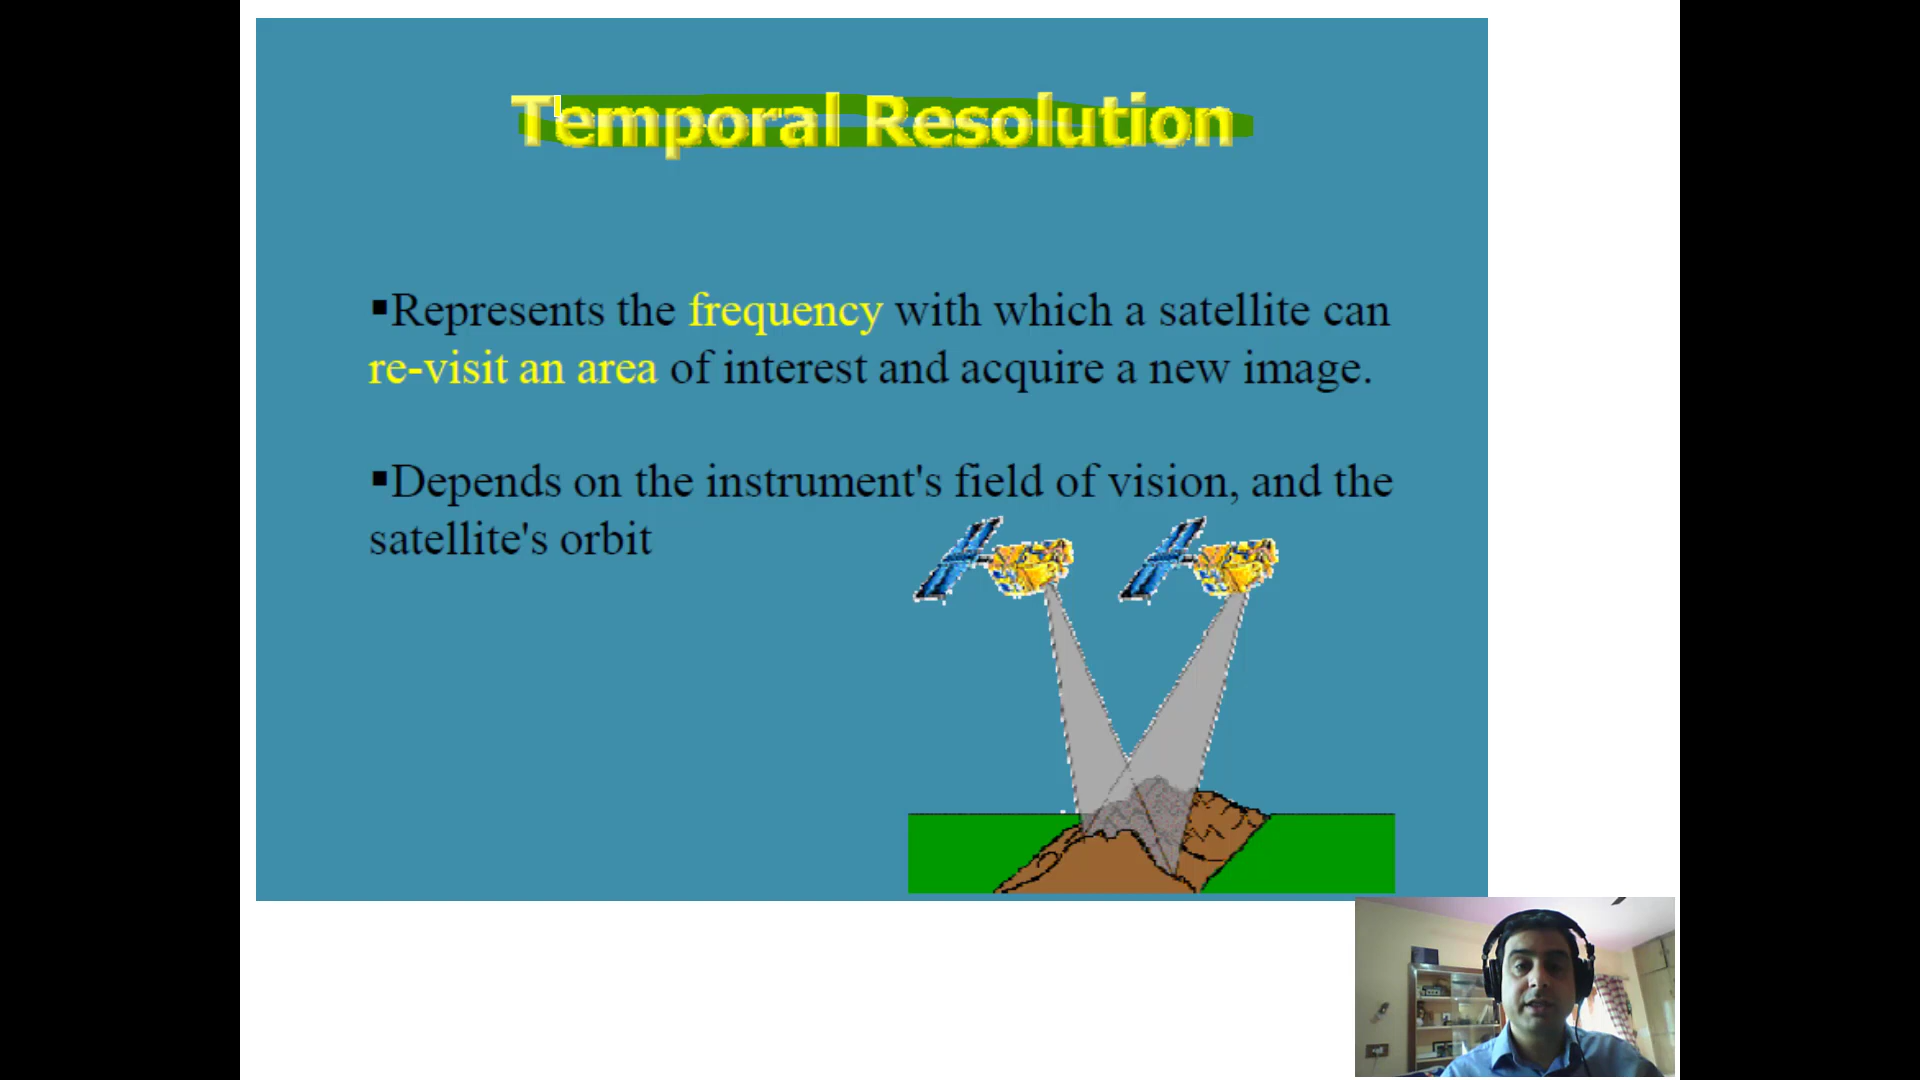 Temporal Resolution
▪Represents the frequency with which a satellite can
re-visit an area of interest and acquire a new image.
▪Depends on the instrument's field of vision, and the
satellite's orbit